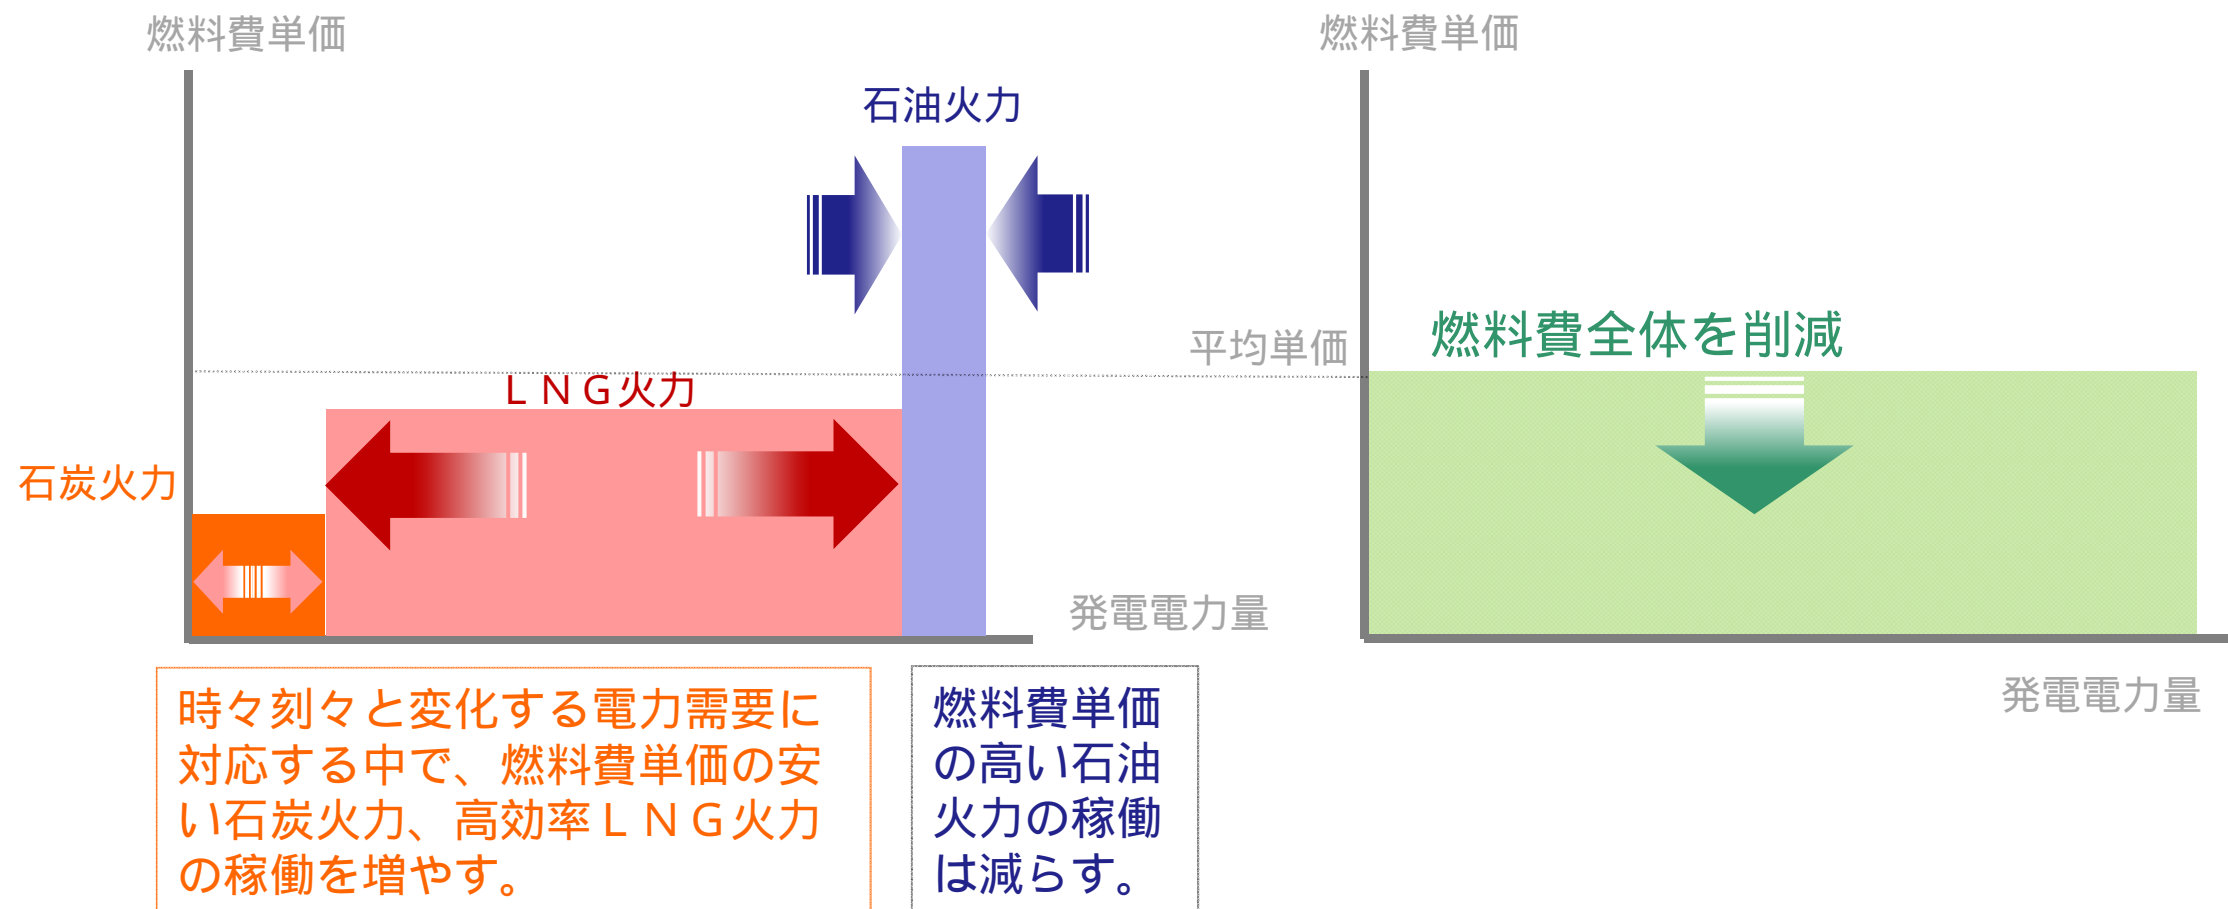 燃料費単価
石油火力
ＬＮＧ火力
石炭火力
発電電力量
平均単価
燃料費単価
燃料費全体を削減
発電電力量
時々刻々と変化する電力需要に
対応する中で、燃料費単価の安
い石炭火力、高効率ＬＮＧ火力
の稼働を増やす。
燃料費単価
の高い石油
火力の稼働
は減らす。